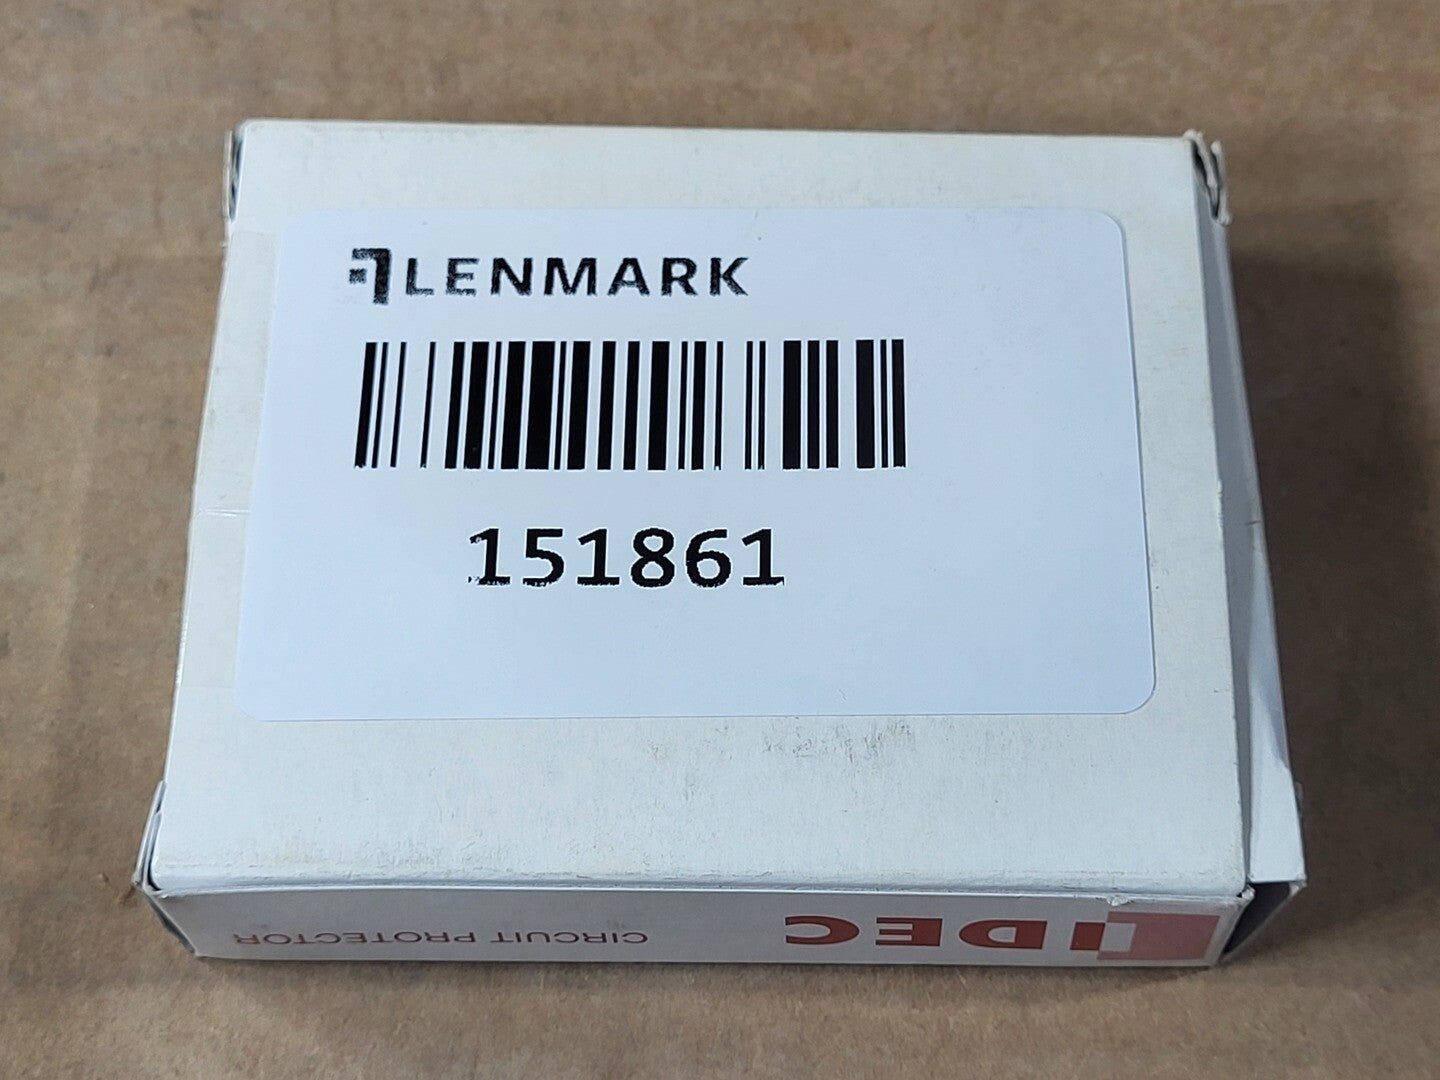 LENMARK
151861
IDEC
CIRCUIT PROTECTOR